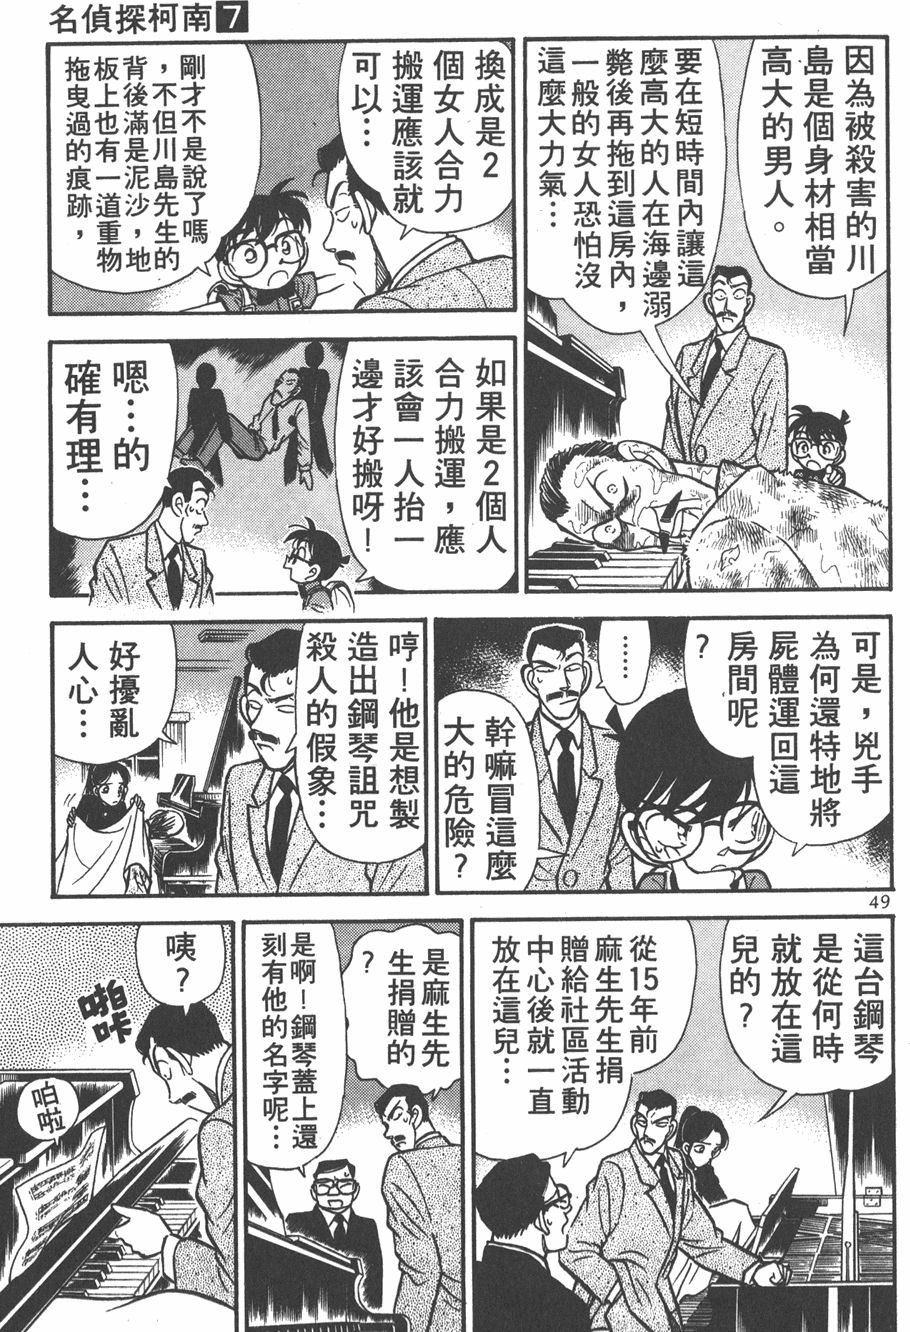 名偵探柯南7
因為被殺害的川
島是個身材相當
高大的男人。
要在短時間內讓這
麼高大的人在海邊溺
斃後再拖到這房內，
一般的女人恐怕沒
這麼大力氣…
換成是2
個女人合力
搬運應該就
可以…
剛才不是說了嗎
，不但川島先生的
背後滿是泥沙，地
板上也有一道重物
拖曳過的痕跡，
如果是2個人
合力搬運，應
該會一人抬一
邊才好搬呀！
嗯…的
確有理…
可是，兇手
為何還特地將
屍體運回這
房間呢
？
……
幹嘛冒這麼
大的危險？
哼！他是想製
造出鋼琴詛咒
殺人的假象…
好擾亂
人心…
49
這台鋼琴
是從何時
就放在這
兒的？
從15年前
麻生先生捐
贈給社區活動
中心後就一直
放在這兒…
是麻生先
生捐贈的
？
是啊！鋼琴蓋上還
刻有他的名字呢…
咦？
啪
咔
啪啦